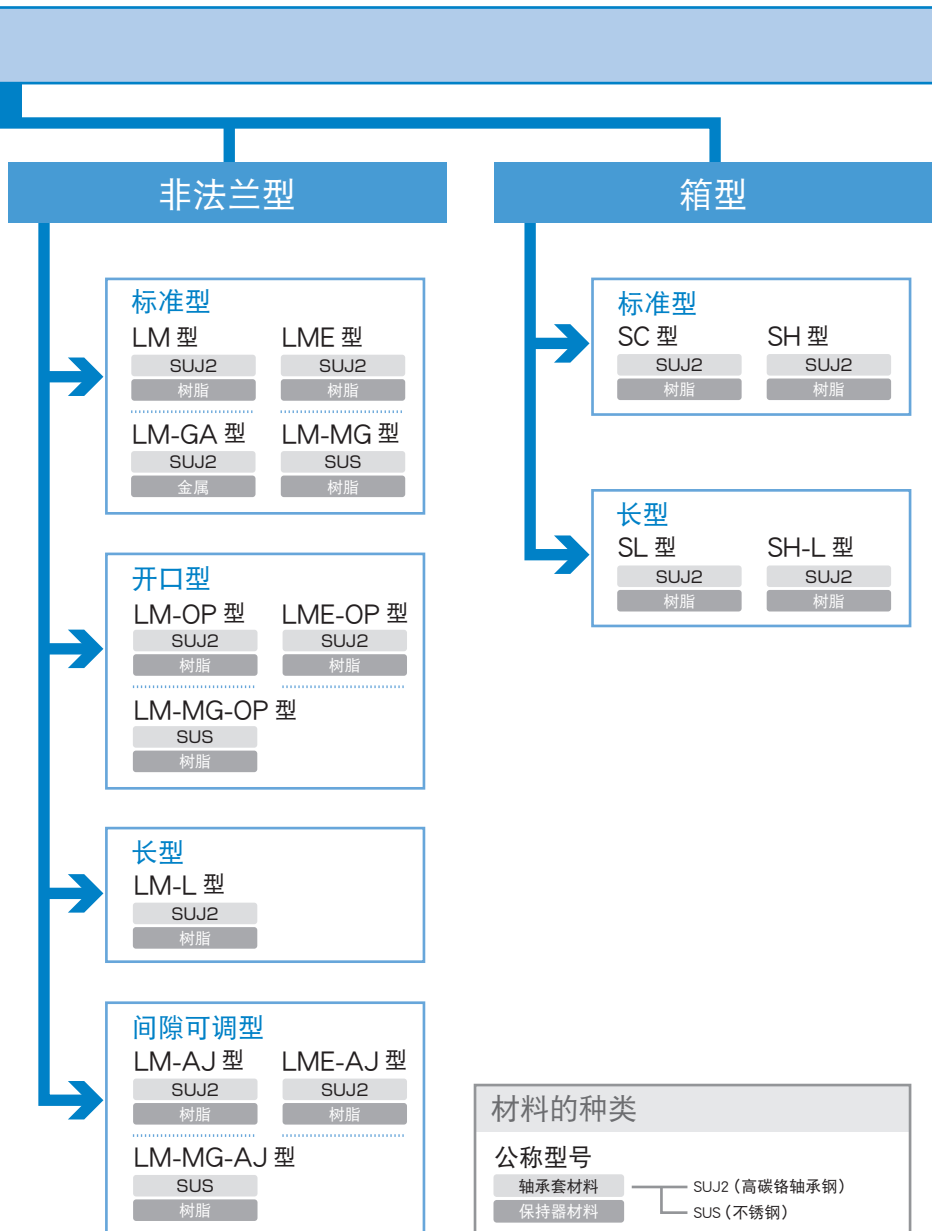 非法兰型
标准型
LM 型 LME 型
SUJ2 SUJ2
树脂 树脂
LM-GA 型 LM-MG 型
SUJ2 SUS
金属 树脂
开口型
LM-OP 型 LME-OP 型
SUJ2 SUJ2
树脂 树脂
LM-MG-OP 型
SUS
树脂
长型
LM-L 型
SUJ2
树脂
间隙可调型
LM-AJ 型 LME-AJ 型
SUJ2 SUJ2
树脂 树脂
LM-MG-AJ 型
SUS
树脂
箱型
标准型
SC 型 SH 型
SUJ2 SUJ2
树脂 树脂
长型
SL 型 SH-L 型
SUJ2 SUJ2
树脂 树脂
材料的种类
公称型号
轴承套材料 SUJ2（高碳铬轴承钢）
保持器材料 SUS（不锈钢）